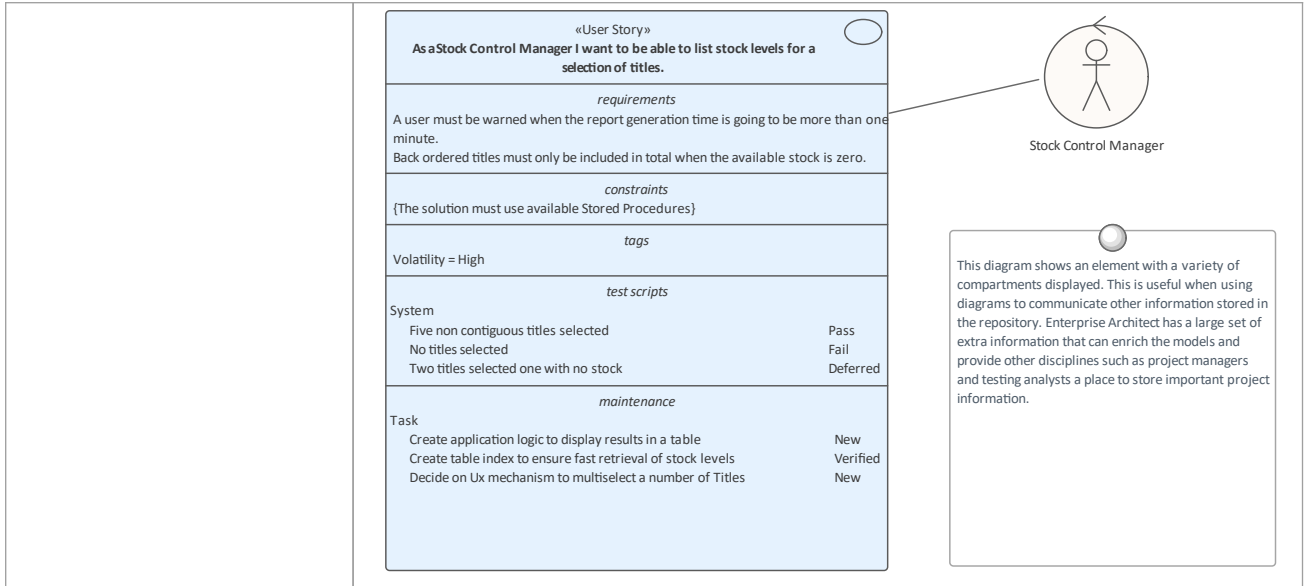 «User Story»
As a Stock Control Manager I want to be able to list stock levels for a
selection of titles.
requirements
A user must be warned when the report generation time is going to be more than one
minute.
Back ordered titles must only be included in total when the available stock is zero.
constraints
{The solution must use available Stored Procedures}
tags
Volatility = High
test scripts
System
Five non contiguous titles selected Pass
No titles selected Fail
Two titles selected one with no stock Deferred
maintenance
Task
Create application logic to display results in a table New
Create table index to ensure fast retrieval of stock levels Verified
Decide on Ux mechanism to multiselect a number of Titles New
Stock Control Manager
This diagram shows an element with a variety of
compartments displayed. This is useful when using
diagrams to communicate other information stored in
the repository. Enterprise Architect has a large set of
extra information that can enrich the models and
provide other disciplines such as project managers
and testing analysts a place to store important project
information.